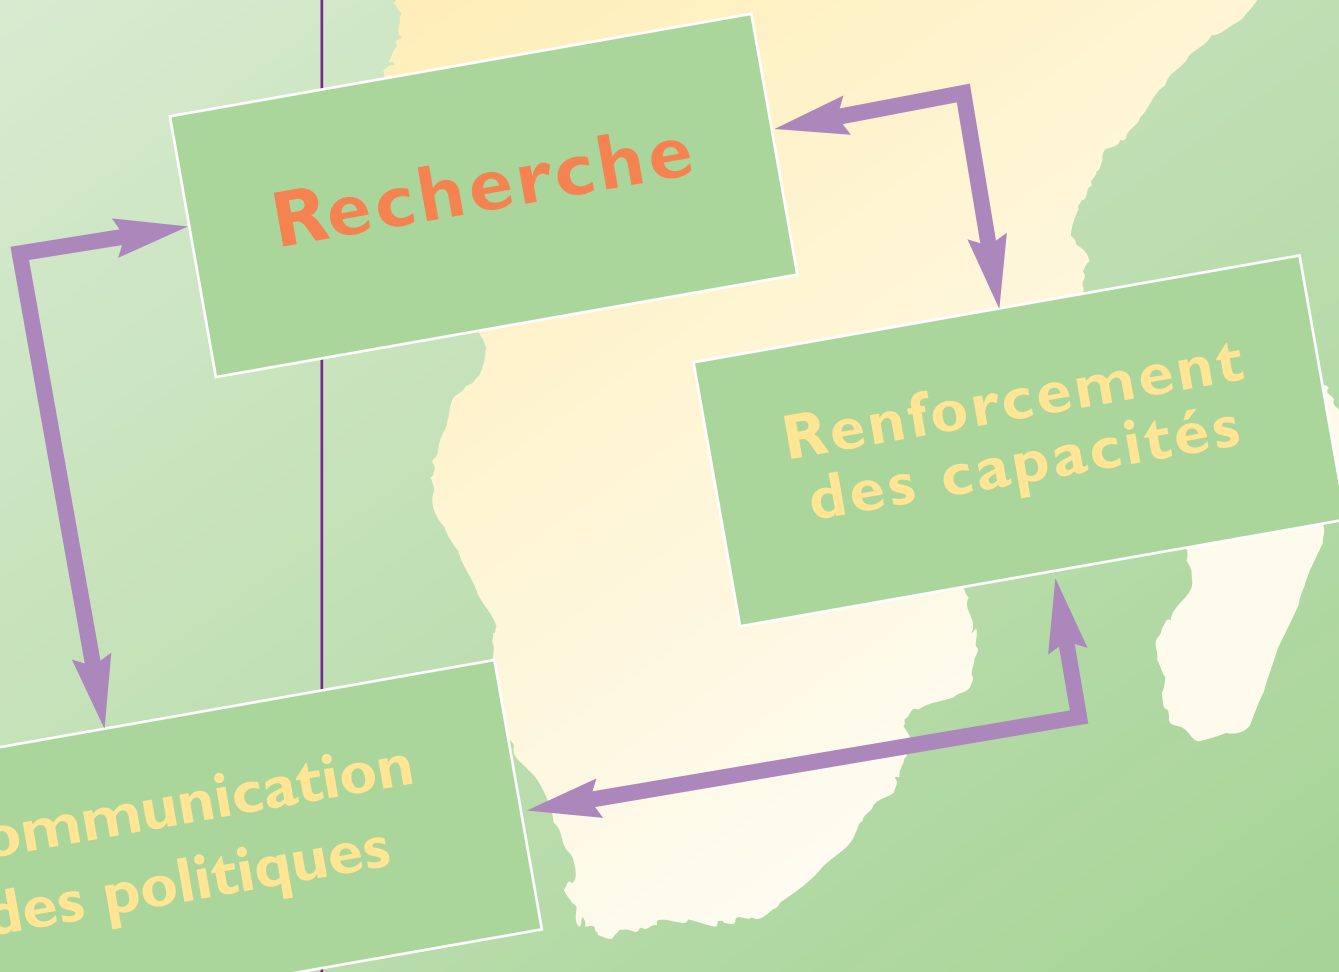 Recherche
Renforcement
des capacités
ommunication
des politiques